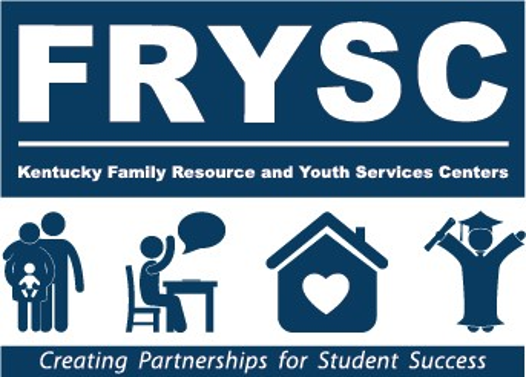 FRYSC
Kentucky Family Resource and Youth Services Centers
Creating Partnerships for Student Success